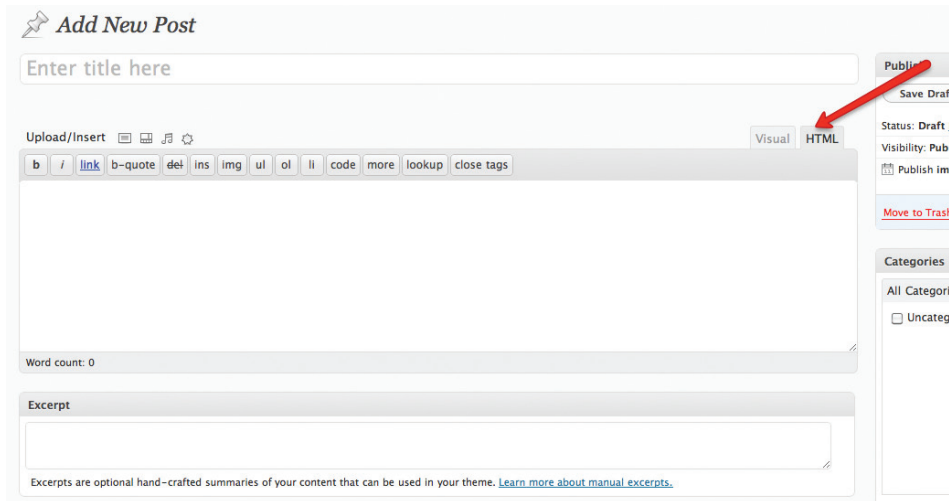 Add New Post
Enter title here
Publish
Save Draf
Upload/Insert
Visual HTML
Status: Draft
Visibility: Pub
b i link b-quote del ins img ul ol li code more lookup close tags
Publish im
Move to Trash
Categories
All Categori
Uncateg
Word count: 0
Excerpt
Excerpts are optional hand-crafted summaries of your content that can be used in your theme. Learn more about manual excerpts.